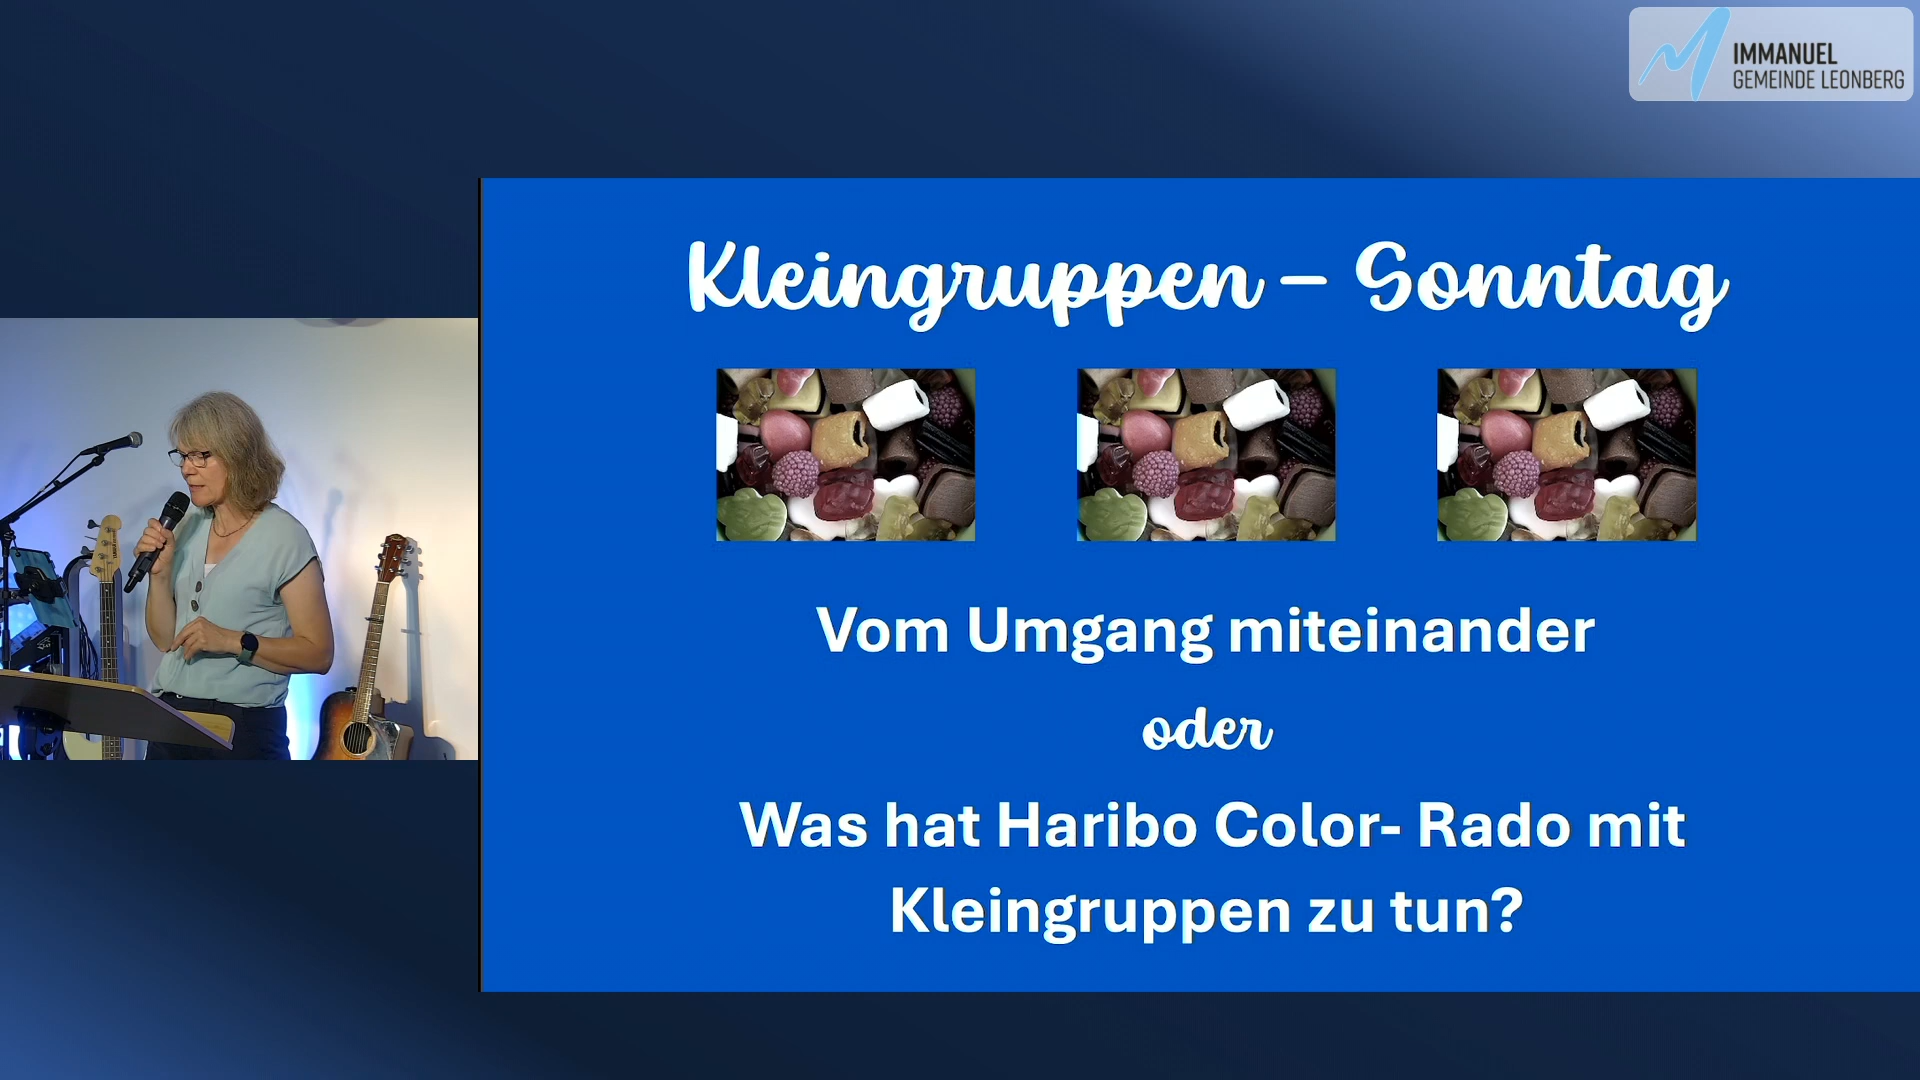 IMMANUEL
GEMEINDE LEONBERG
Kleingruppen – Sonntag
Vom Umgang miteinander
oder
Was hat Haribo Color- Rado mit
Kleingruppen zu tun?